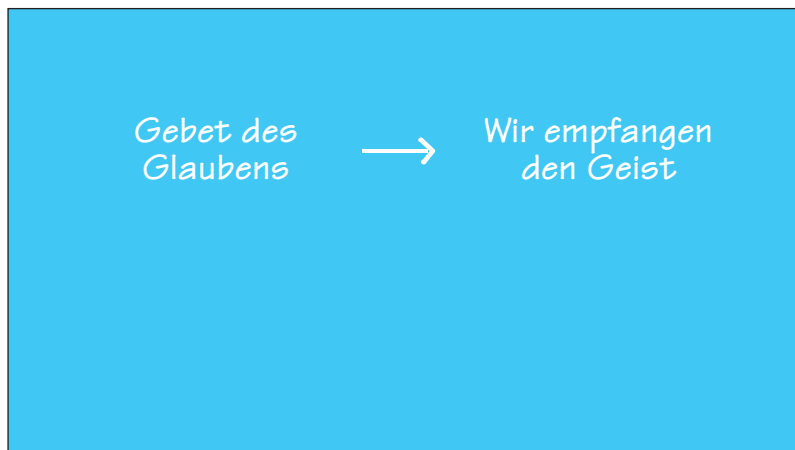 Gebet des
Glaubens
→
Wir empfangen
den Geist